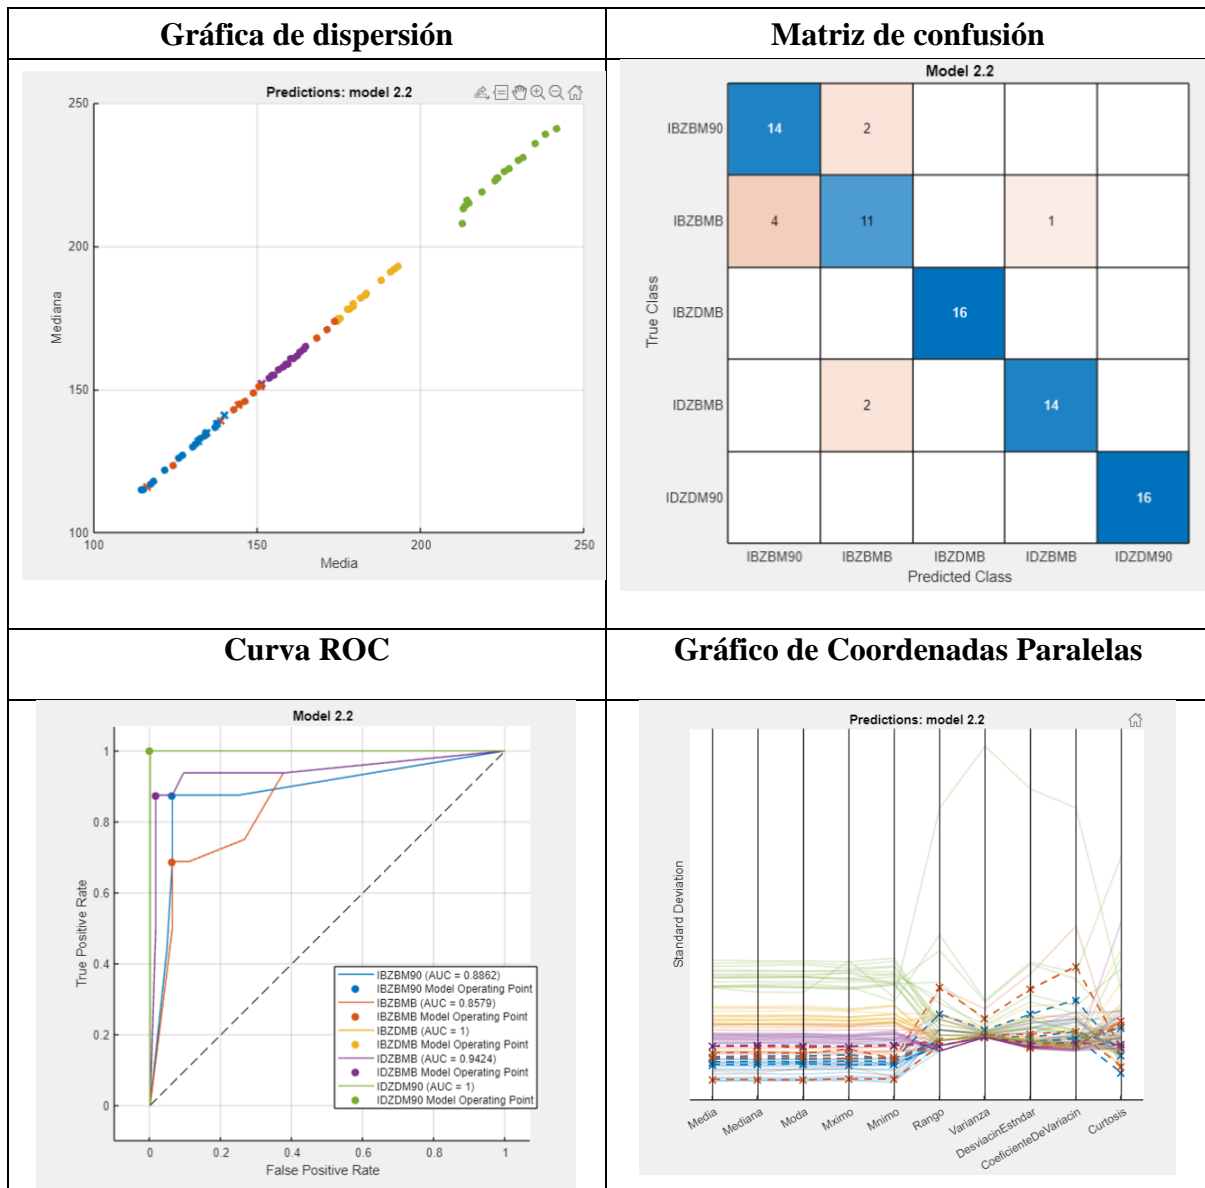 Gráfica de dispersión
Matriz de confusión
Predictions: model 2.2
250
200
150
100
Mediana
100
150
200
250
Media
Model 2.2
True Class
IBZBM90
14
2
IBZBMB
4
11
1
IBZDMB
16
IDZBMB
2
14
IDZDM90
16
IBZBM90
IBZBMB
IBZDMB
IDZBMB
IDZDM90
Predicted Class
Curva ROC
Gráfico de Coordenadas Paralelas
Model 2.2
True Positive Rate
1
0.8
0.6
0.4
0.2
0
IBZBM90 (AUC = 0.8862)
IBZBM90 Model Operating Point
IBZBMB (AUC = 0.8579)
IBZBMB Model Operating Point
IBZDMB (AUC = 1)
IBZDMB Model Operating Point
IDZBMB (AUC = 0.9424)
IDZBMB Model Operating Point
IDZDM90 (AUC = 1)
IDZDM90 Model Operating Point
0
0.2
0.4
0.6
0.8
1
False Positive Rate
Predictions: model 2.2
Standard Deviation
Media
Mediana
Moda
Mximo
Mnimo
Rango
Varianza
DesviacinEstndar
CoeficienteDeVariacin
Curtosis